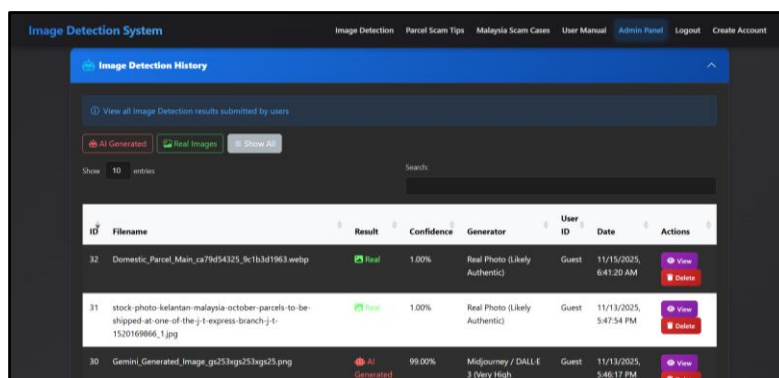 Image Detection System
Image Detection Parcel Scam Tips Malaysia Scam Cases User Manual Admin Panel Logout Create Account
Image Detection History
View all Image Detection results submitted by users
AI Generated Real Images Show All
Show 10 entries
Search:
ID Filename Result Confidence Generator User ID Date Actions
32 Domestic_Parcel_Main_ca79d54325_9c1b3d1963.webp Real 1.00% Real Photo (Likely Guest 11/15/2025, View
Authentic) 6:41:20 AM Delete
31 stock-photo-kelantan-malaysia-october-parcels-to-be- Real 1.00% Real Photo (Likely Guest 11/13/2025, View
shipped-at-one-of-the-j-t-express-branch-j-t- Authentic) 5:47:54 PM Delete
1520169866_1.jpg
30 Gemini_Generated_Image_gs253xgs253xgs25.png AI 99.00% Midjourney / DALL·E Guest 11/13/2025, View
Generated 3 (Very High 5:46:17 PM